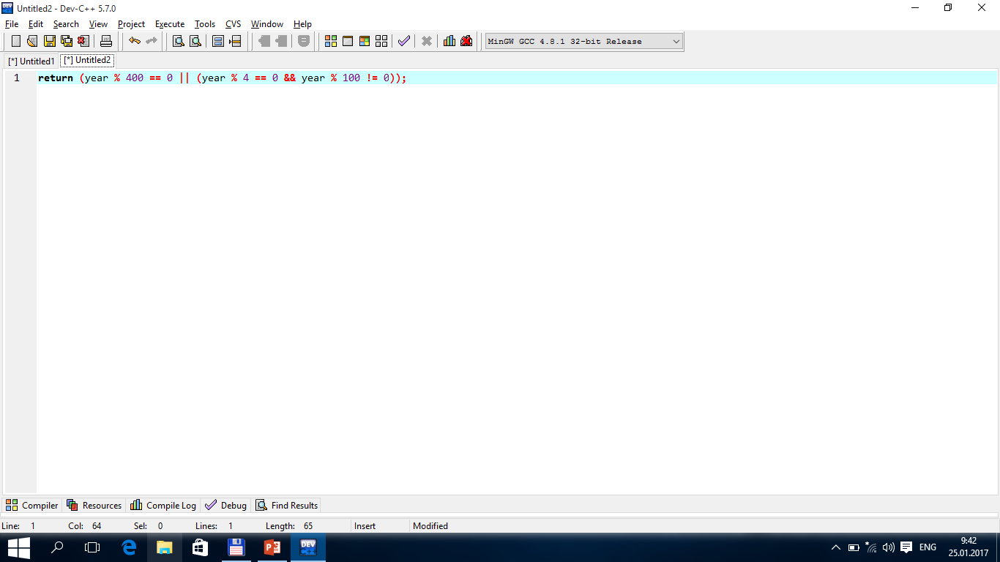 Untitled2 - Dev-C++ 5.7.0
File Edit Search View Project Execute Tools CVS Window Help
MinGW GCC 4.8.1 32-bit Release
[*] Untitled1 [*] Untitled2
1 return (year % 400 == 0 || (year % 4 == 0 && year % 100 != 0));
Compiler Resources Compile Log Debug Find Results
Line: 1 Col: 64 Sel: 0 Lines: 1 Length: 65 Insert Modified
ENG
9:42
25.01.2017